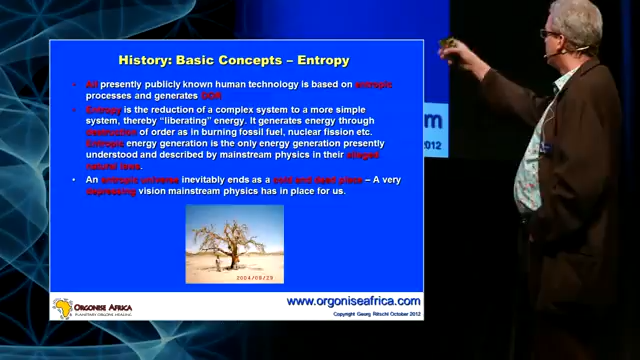 History: Basic Concepts – Entropy
• All presently publicly known human technology is based on entropic
processes and generates DOR
• Entropy is the reduction of a complex system to a more simple
system, thereby “liberating” energy. It generates energy through
destruction of order as in burning fossil fuel, nuclear fission etc.
Entropic energy generation is the only energy generation presently
understood and described by mainstream physics in their alleged
natural laws.
• An entropic universe inevitably ends as a cold and dead place – A very
depressing vision mainstream physics has in place for us.
2004/08/29
ORGONISE AFRICA
PLANETARY ORGONE HEALING
www.orgoniseafrica.com
Copyright Georg Ritschl October 2012
m
2012